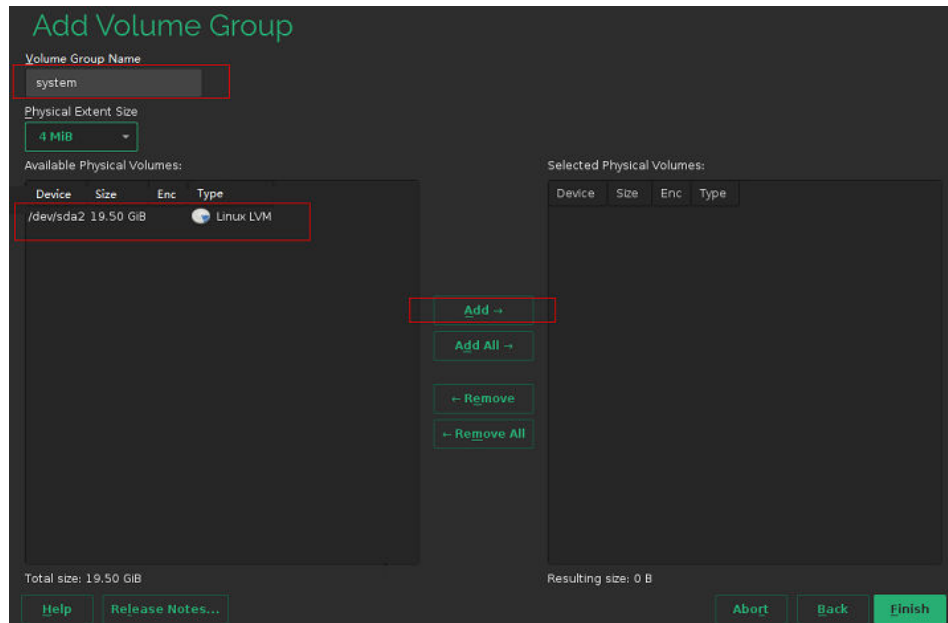 Add Volume Group
Volume Group Name
system
Physical Extent Size
4 MiB
Available Physical Volumes:
Device Size Enc Type
/dev/sda2 19.50 GiB Linux LVM
Total size: 19.50 GiB
Add →
Add All →
← Remove
← Remove All
Selected Physical Volumes:
Device Size Enc Type
Resulting size: 0 B
Help Release Notes... Abort Back Finish